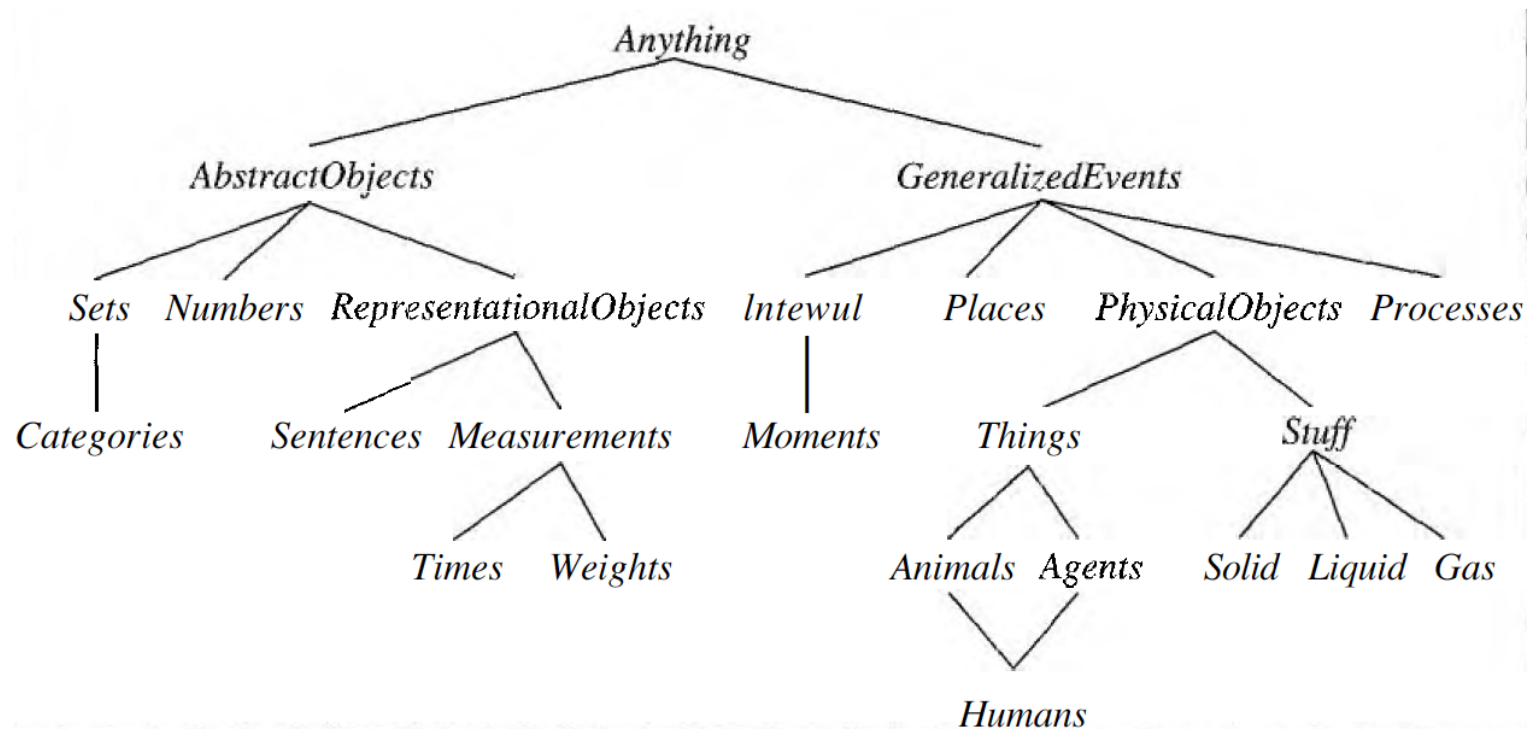 Anything
AbstractObjects GeneralizedEvents
Sets Numbers RepresentationalObjects lntewul Places PhysicalObjects Processes
Categories Sentences Measurements Moments Things Stuff
Times Weights Animals Agents Solid Liquid Gas
Humans